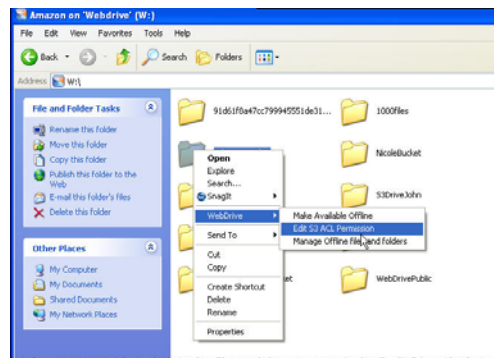 Amazon on 'Webdrive' (W:)
File Edit View Favorites Tools Help
Back Search Folders
Address W:\
File and Folder Tasks
Rename this folder
Move this folder
Copy this folder
Publish this folder to the
Web
E-mail this folder's files
Delete this folder
Other Places
My Computer
My Documents
Shared Documents
My Network Places
91d61f8a47cc799945551de31...
1000files
NicoleBucket
S3DriveJohn
et
WebDrivePublic
Open
Explore
Search...
SnagIt
WebDrive
Send To
Cut
Copy
Create Shortcut
Delete
Rename
Properties
Make Available Offline
Edit S3 ACL Permission
Manage Offline files and folders